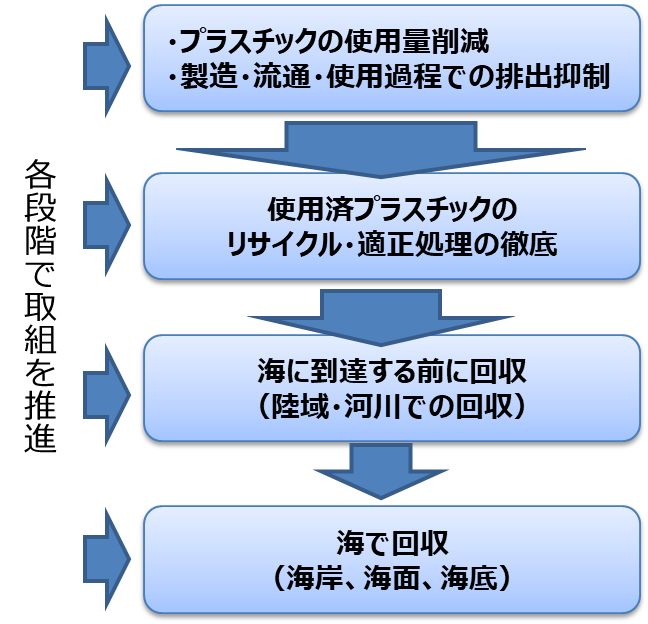 各段階で取組を推進
・プラスチックの使用量削減
・製造・流通・使用過程での排出抑制
使用済プラスチックの
リサイクル・適正処理の徹底
海に到達する前に回収
（陸域・河川での回収）
海で回収
（海岸、海面、海底）